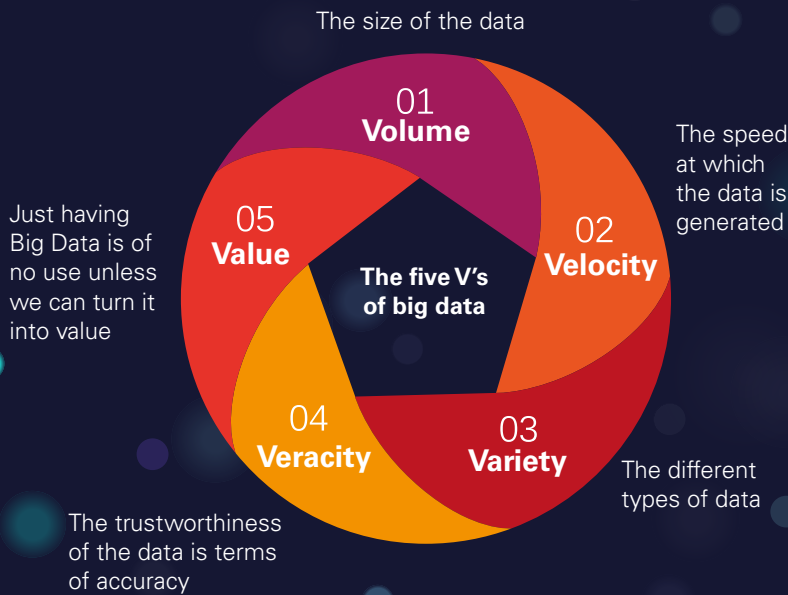 The size of the data
01
Volume
The speed
at which
the data is
generated
02
Velocity
03
Variety
The different
types of data
04
Veracity
The trustworthiness
of the data is terms
of accuracy
05
Value
Just having
Big Data is of
no use unless
we can turn it
into value
The five V's
of big data